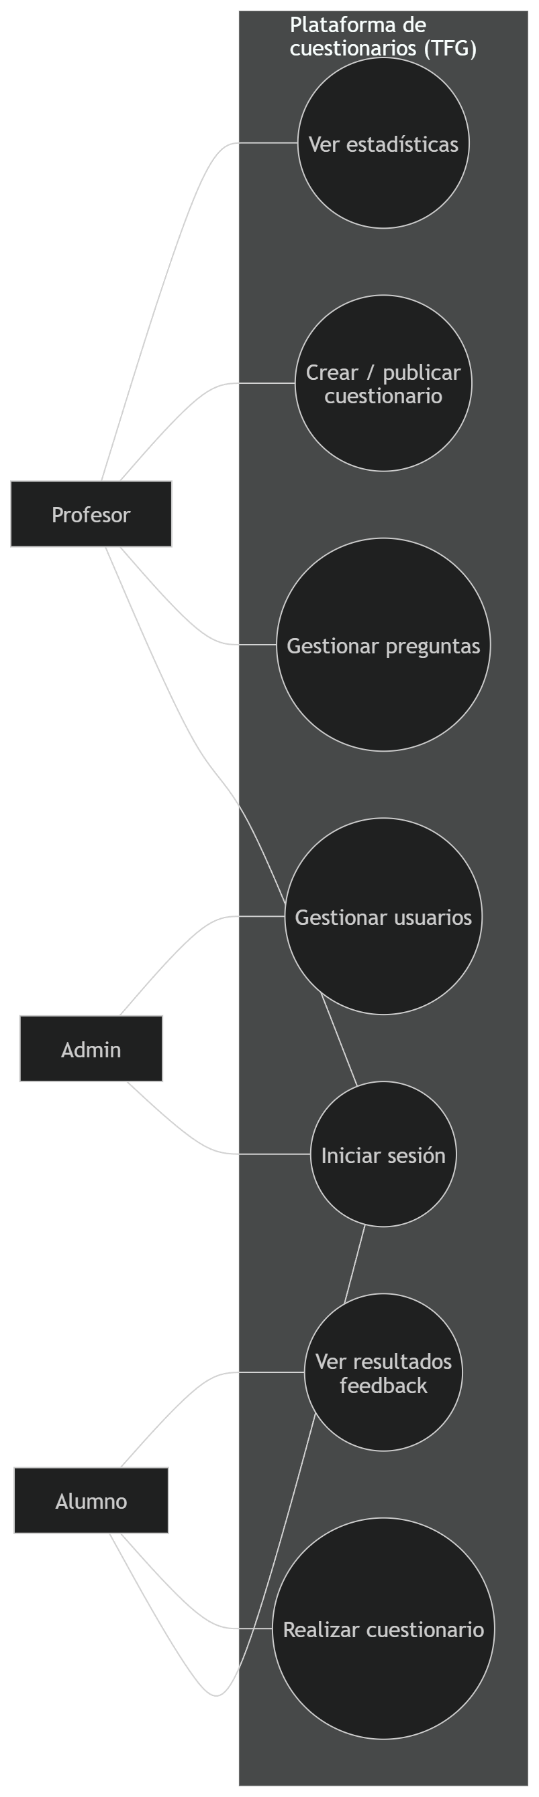 Plataforma de
cuestionarios (TFG)
Ver estadísticas
Crear / publicar
cuestionario
Profesor
Gestionar preguntas
Gestionar usuarios
Admin
Iniciar sesión
Ver resultados
feedback
Alumno
Realizar cuestionario